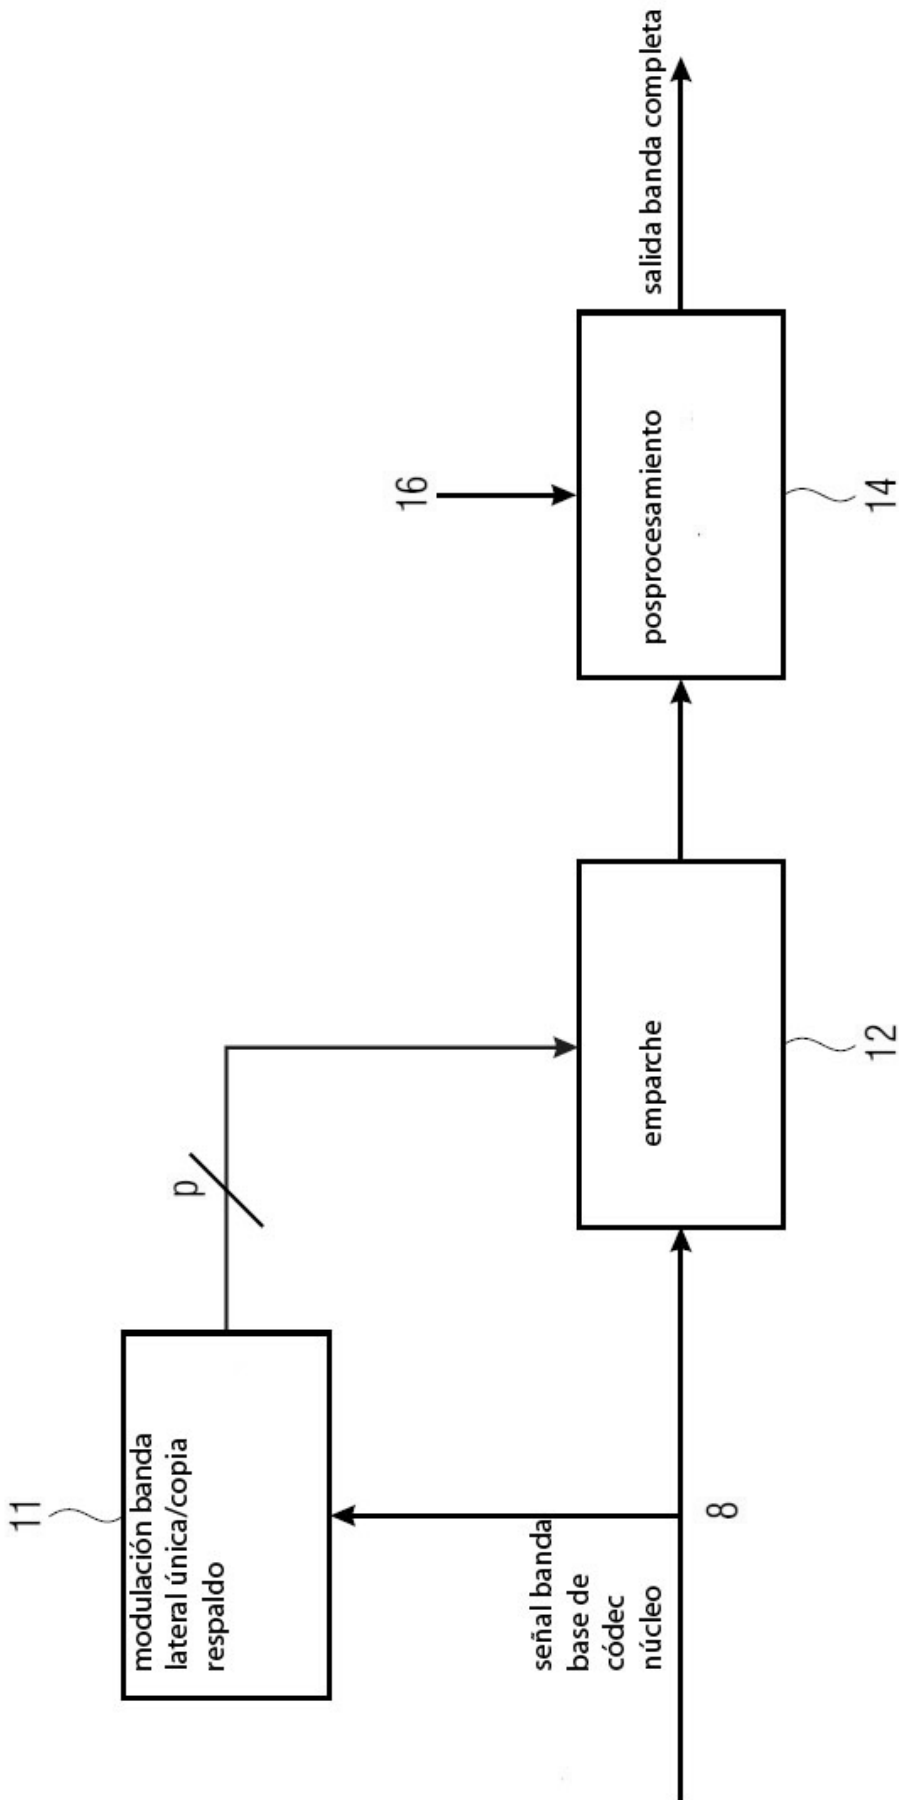 11
modulación banda
lateral única/copia
respaldo
p
señal banda
base de
códec
núcleo
8
emparche
12
16
posprocesamiento
14
salida banda completa